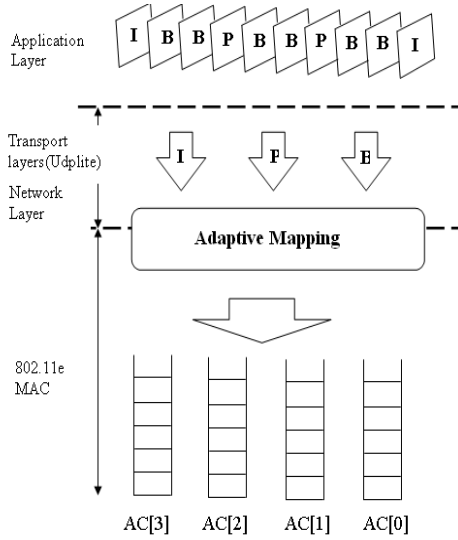 Application
Layer
I B B P B B P B B I
Transport
layers(Udplite)
Network
Layer
I P B
Adaptive Mapping
802.11e
MAC
AC[3] AC[2] AC[1] AC[0]